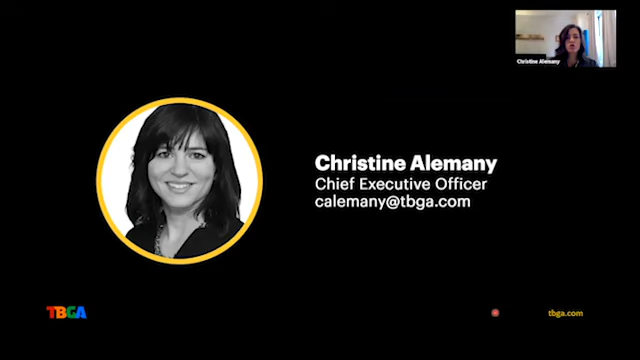 Christine Alemany
Christine Alemany
Chief Executive Officer
calemany@tbga.com
TBGA
tbga.com